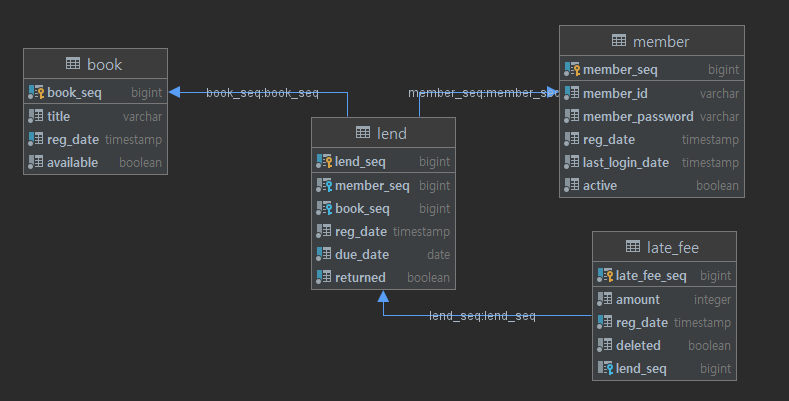 book
book_seq bigint
title varchar
reg_date timestamp
available boolean
book_seq:book_seq
member_seq:member_seq
member
member_seq bigint
member_id varchar
member_password varchar
reg_date timestamp
last_login_date timestamp
active boolean
lend
lend_seq bigint
member_seq bigint
book_seq bigint
reg_date timestamp
due_date date
returned boolean
lend_seq:lend_seq
late_fee
late_fee_seq bigint
amount integer
reg_date timestamp
deleted boolean
lend_seq bigint